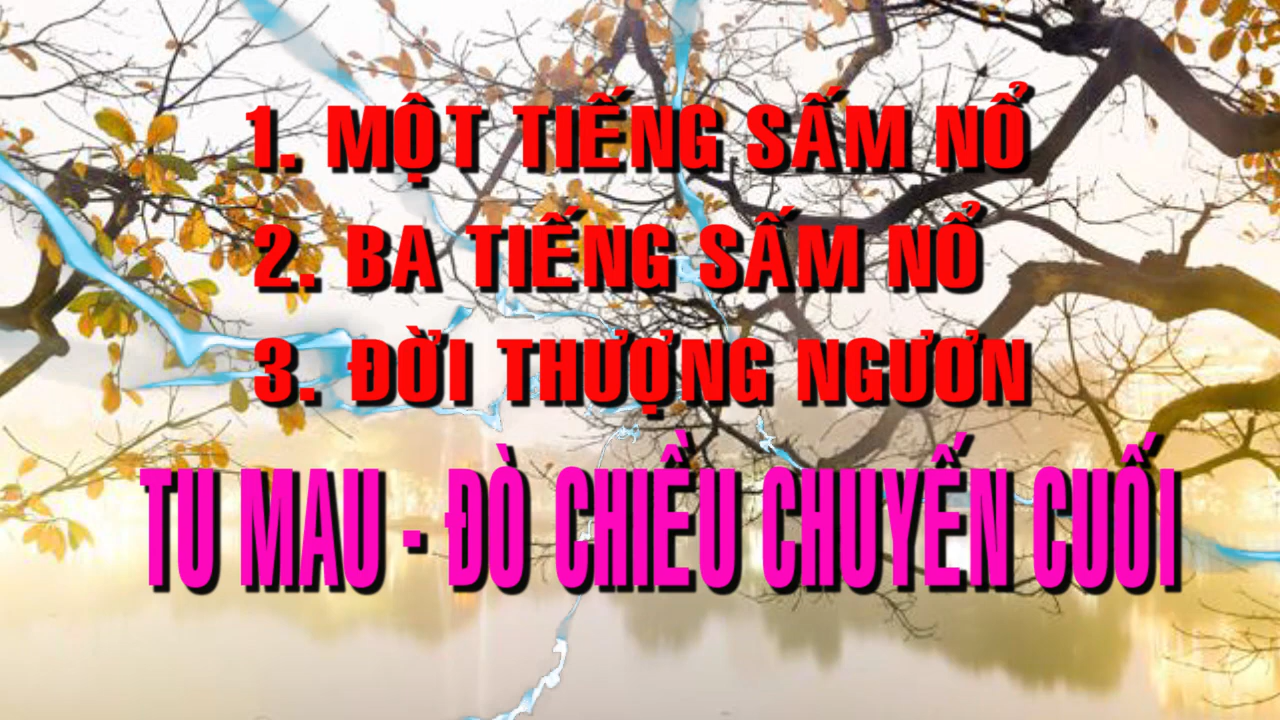 1. MỘT TIẾNG SẤM NỔ
2. BA TIẾNG SẤM NỔ
3. ĐỜI THƯỢNG NGƯƠN
TU MAU - ĐÒ CHIỀU CHUYẾN CUỐI